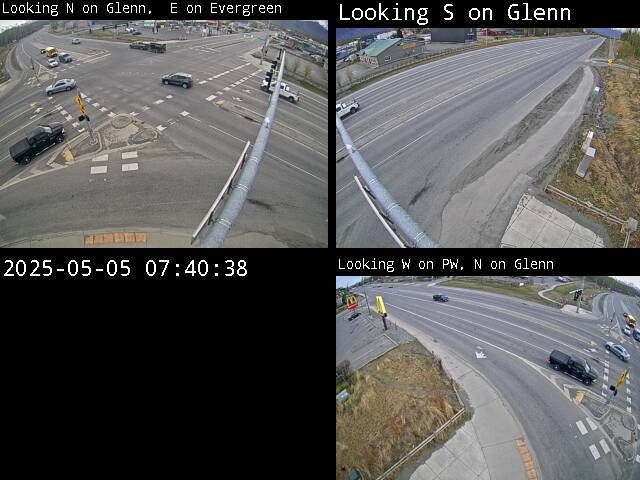 Looking N on Glenn,  E on Evergreen
Looking S on Glenn
2025-05-05 07:40:38
Looking W on PW, N on Glenn